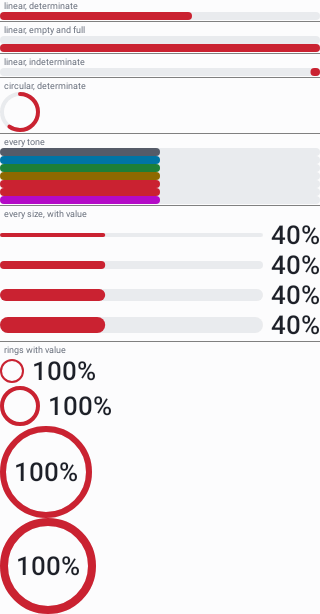 linear, determinate
linear, empty and full
linear, indeterminate
circular, determinate
every tone
every size, with value
40%
40%
40%
40%
rings with value
100%
100%
100%
100%